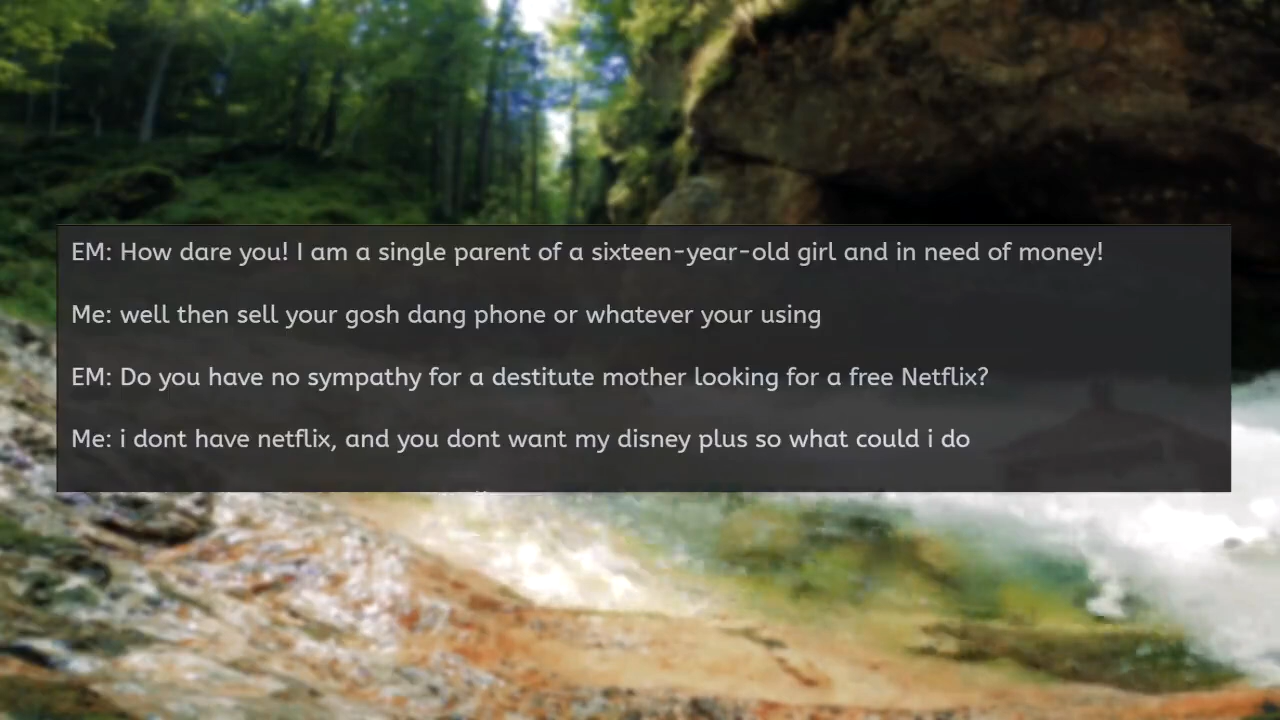 EM: How dare you! I am a single parent of a sixteen-year-old girl and in need of money!
Me: well then sell your gosh dang phone or whatever your using
EM: Do you have no sympathy for a destitute mother looking for a free Netflix?
Me: i dont have netflix, and you dont want my disney plus so what could i do